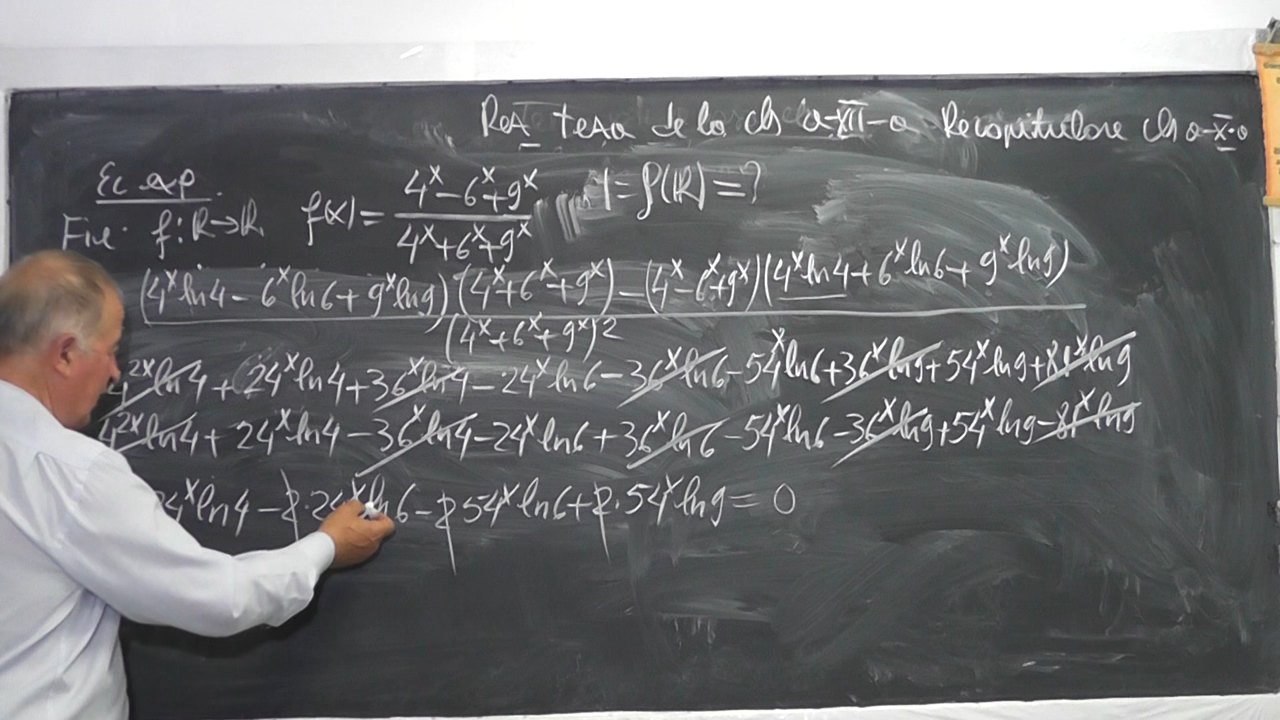 Rez teza de la cls a-XII-a Recapitulare cls a-X-a
Ec exp.
Fie f:R→R, f(x)= (4^x-6^x+9^x)/(4^x+6^x+9^x) f(R)=?
(4^x ln4 - 6^x ln6 + 9^x ln9)(4^x+6^x+9^x) - (4^x-6^x+9^x)(4^x ln4 + 6^x ln6 + 9^x ln9)
(4^x+6^x+9^x)^2
4^2x ln4 + 24^x ln4 + 36^x ln4 - 24^x ln6 - 36^x ln6 - 54^x ln6 + 36^x ln9 + 54^x ln9 + 81^x ln9
4^2x ln4 + 24^x ln4 - 36^x ln4 - 24^x ln6 + 36^x ln6 - 54^x ln6 - 36^x ln9 + 54^x ln9 - 81^x ln9
24^x ln4 - 2·24^x ln6 - 2 54^x ln6 + 2·54^x ln9 = 0